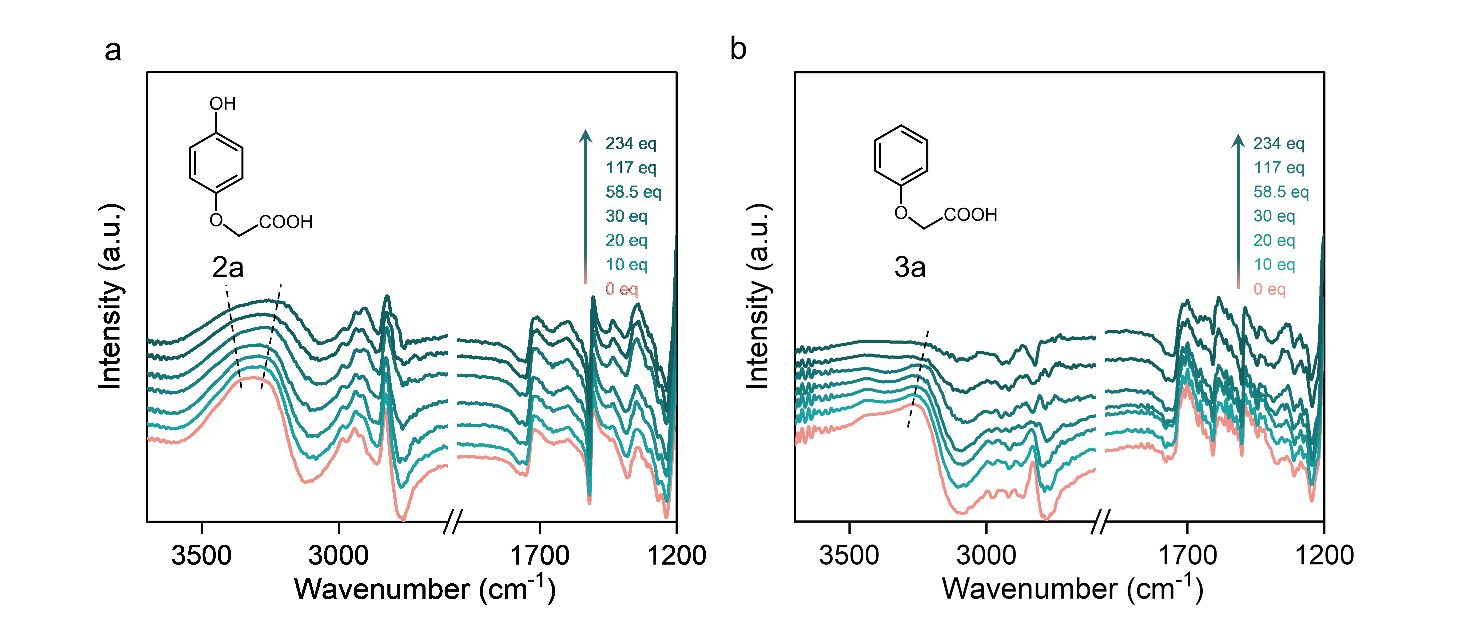 a
OH
O
COOH
2a
234 eq
117 eq
58.5 eq
30 eq
20 eq
10 eq
0 eq
Intensity (a.u.)
3500 3000 // 1700 1200
Wavenumber (cm⁻¹)
b
O
COOH
3a
234 eq
117 eq
58.5 eq
30 eq
20 eq
10 eq
0 eq
Intensity (a.u.)
3500 3000 // 1700 1200
Wavenumber (cm⁻¹)